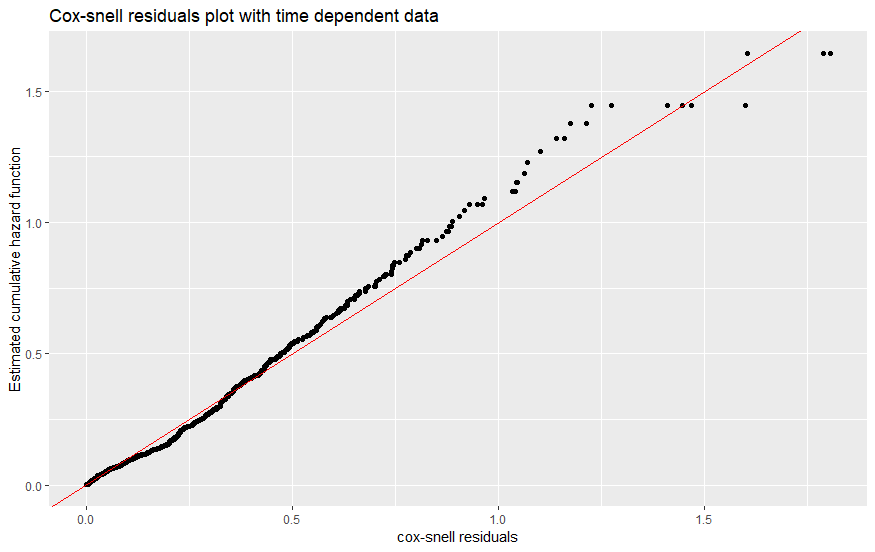 Cox-snell residuals plot with time dependent data
Estimated cumulative hazard function
1.5
1.0
0.5
0.0
0.0 0.5 1.0 1.5
cox-snell residuals